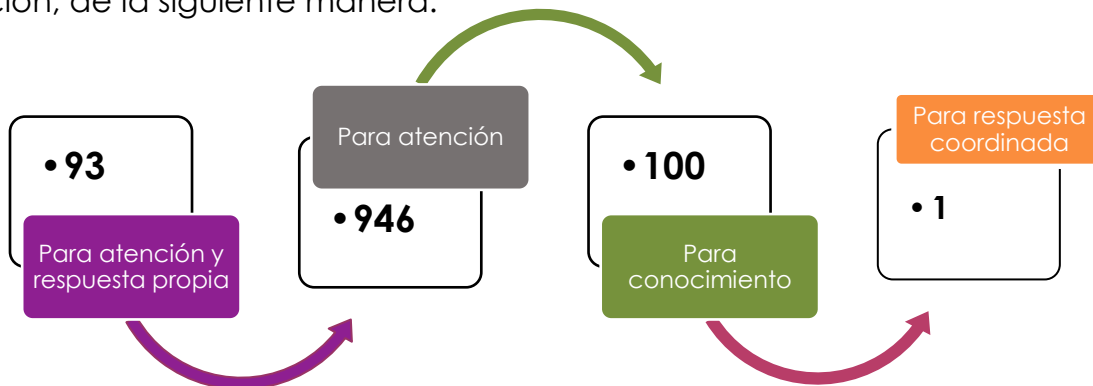 ción, de la siguiente manera:
• 93
Para atención y
respuesta propia
Para atención
• 946
• 100
Para
conocimiento
Para respuesta
coordinada
• 1